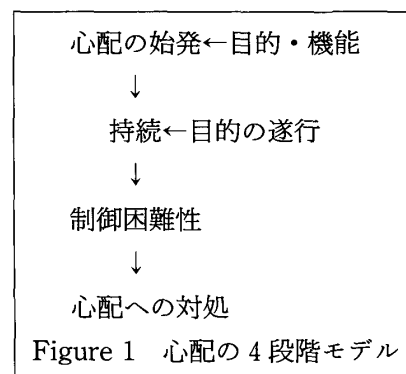 心配の始発←目的・機能
↓
持続←目的の遂行
↓
制御困難性
↓
心配への対処
Figure 1　心配の4段階モデル